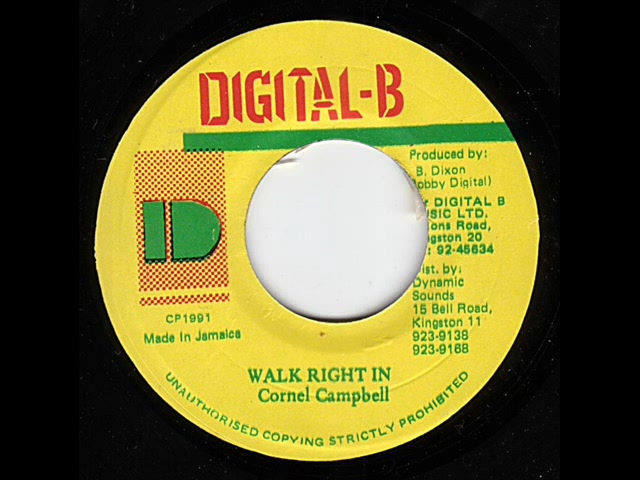 DIGITAL-B
Produced by:
B. Dixon
obby Digital)
DIGITAL B
USIC LTD.
ons Road,
ngston 20
: 92-45634
ist. by:
Dynamic
Sounds
15 Bell Road,
Kingston 11
923-9138
923-9168
D
CP1991
Made In Jamaica
WALK RIGHT IN
Cornel Campbell
UNAUTHORISED COPYING STRICTLY PROHIBITED